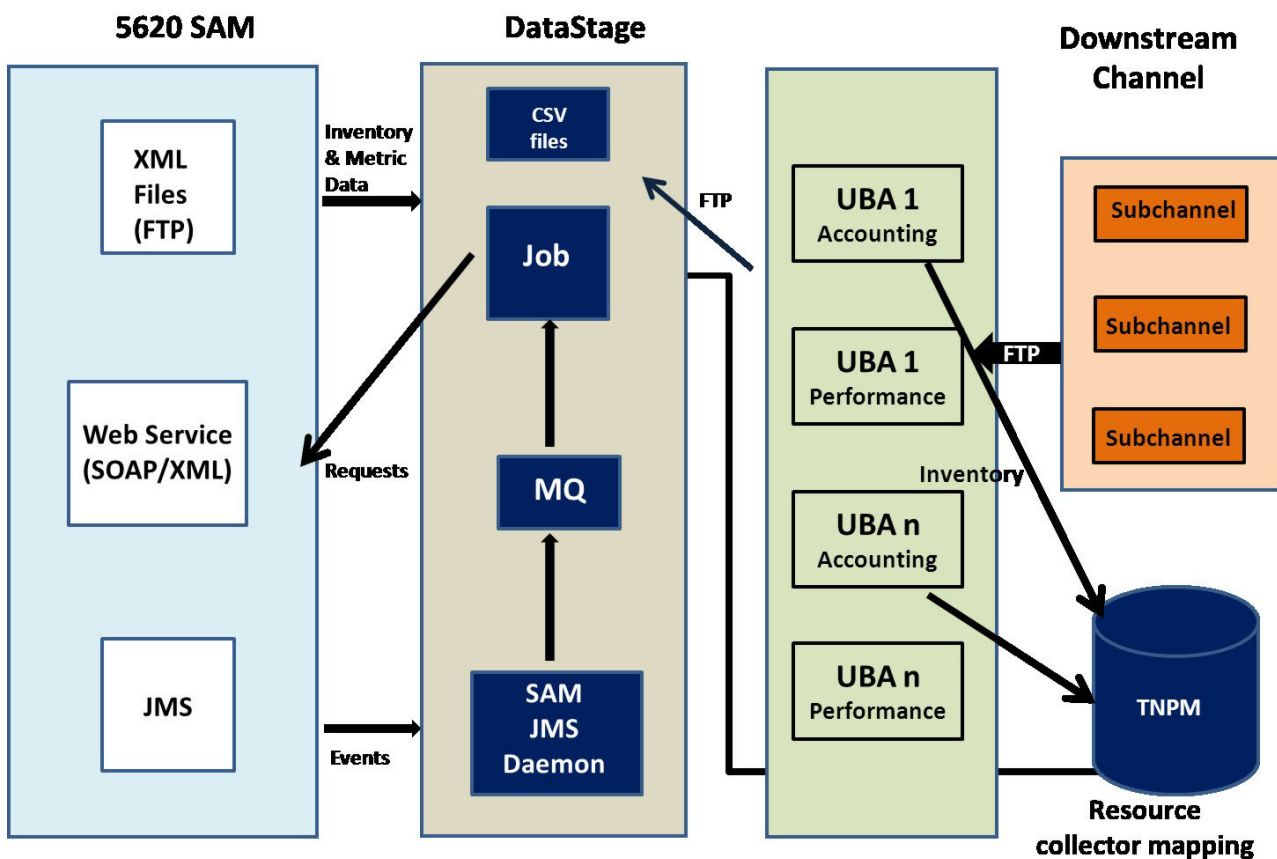 5620 SAM
XML
Files
(FTP)
Web Service
(SOAP/XML)
JMS
Inventory
& Metric
Data
Requests
Events
DataStage
CSV
files
Job
MQ
SAM
JMS
Daemon
FTP
UBA 1
Accounting
UBA 1
Performance
UBA n
Accounting
UBA n
Performance
Downstream
Channel
Subchannel
Subchannel
Subchannel
FTP
Inventory
TNPM
Resource
collector mapping